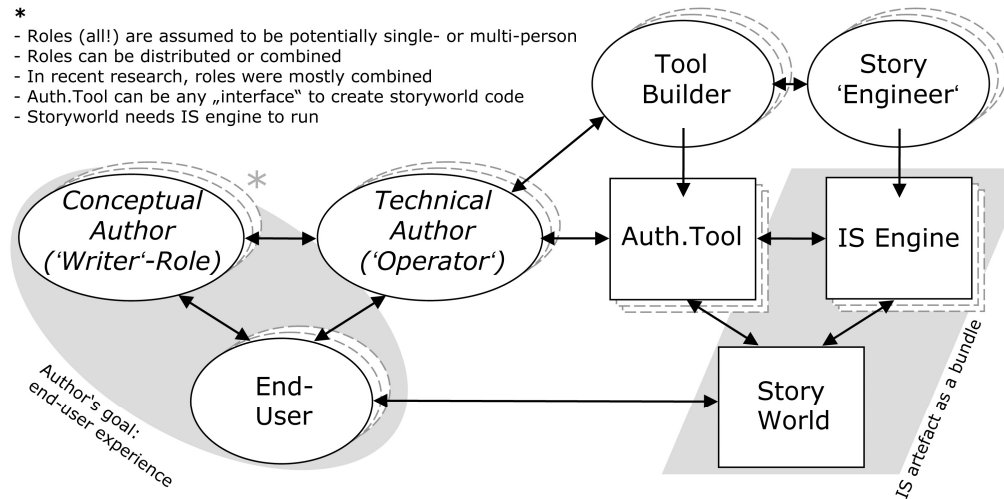 *
- Roles (all!) are assumed to be potentially single- or multi-person
- Roles can be distributed or combined
- In recent research, roles were mostly combined
- Auth.Tool can be any „interface“ to create storyworld code
- Storyworld needs IS engine to run
Tool
Builder
Story
‘Engineer‘
*
Conceptual
Author
(‘Writer‘-Role)
Technical
Author
(‘Operator‘)
Auth.Tool
IS Engine
End-
User
Story
World
Author's goal:
end-user experience
IS artefact as a bundle